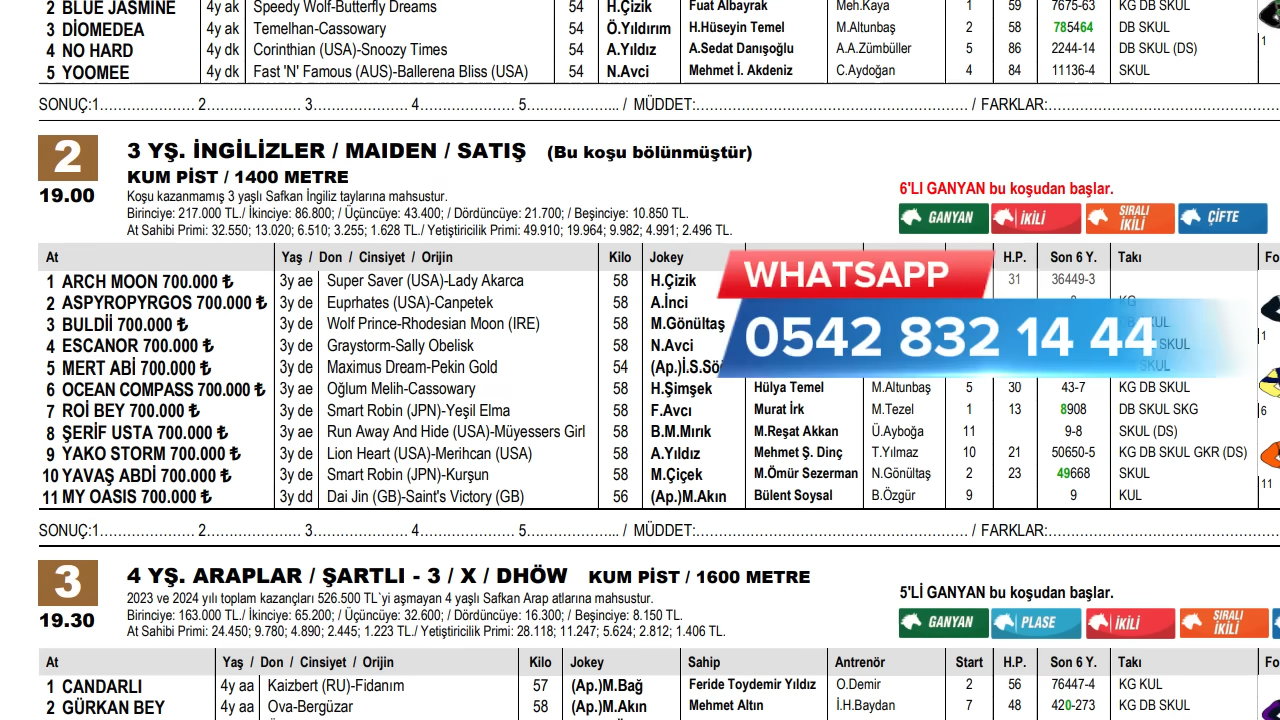 2 BLUE JASMINE 4y ak Speedy Wolf-Butterfly Dreams 54 H.Çizik Fuat Albayrak Meh.Kaya 1 59 7675-63 KG DB SKUL
3 DİOMEDEA 4y ak Temelhan-Cassowary 54 Ö.Yıldırım H.Hüseyin Temel M.Altunbaş 2 58 785464 DB SKUL
4 NO HARD 4y dk Corinthian (USA)-Snoozy Times 54 A.Yıldız A.Sedat Danışoğlu A.A.Zümbüller 5 86 2244-14 DB SKUL (DS) 1
5 YOOMEE 4y dk Fast 'N' Famous (AUS)-Ballerena Bliss (USA) 54 N.Avci Mehmet İ. Akdeniz C.Aydoğan 4 84 11136-4 SKUL
SONUÇ:1...................... 2...................... 3...................... 4...................... 5...................... / MÜDDET:.............................................................. / FARKLAR:......................................................
2 3 YŞ. İNGİLİZLER / MAIDEN / SATIŞ (Bu koşu bölünmüştür)
KUM PİST / 1400 METRE
19.00 Koşu kazanmamış 3 yaşlı Safkan İngiliz taylarına mahsustur.
6'LI GANYAN bu koşudan başlar.
Birinciye: 217.000 TL./ İkinciye: 86.800; / Üçüncüye: 43.400; / Dördüncüye: 21.700; / Beşinciye: 10.850 TL.
GANYAN İKİLİ SIRALI İKİLİ ÇİFTE
At Sahibi Primi: 32.550; 13.020; 6.510; 3.255; 1.628 TL./ Yetiştiricilik Primi: 49.910; 19.964; 9.982; 4.991; 2.496 TL.
At Yaş / Don / Cinsiyet / Orijin Kilo Jokey H.P. Son 6 Y. Takı Fo
WHATSAPP
0542 832 14 44
1 ARCH MOON 700.000 ₺ 3y ae Super Saver (USA)-Lady Akarca 58 H.Çizik 31 36449-3
2 ASPYROPYRGOS 700.000 ₺ 3y de Euprhates (USA)-Canpetek 58 A.İnci KG
3 BULDİİ 700.000 ₺ 3y de Wolf Prince-Rhodesian Moon (IRE) 58 M.Gönültaş 1
4 ESCANOR 700.000 ₺ 3y de Graystorm-Sally Obelisk 58 N.Avci SKUL
5 MERT ABİ 700.000 ₺ 3y de Maximus Dream-Pekin Gold 54 SKUL
6 OCEAN COMPASS 700.000 ₺ 3y ae Oğlum Melih-Cassowary 58 H.Şimşek Hülya Temel M.Altunbaş 5 30 43-7 KG DB SKUL
7 ROİ BEY 700.000 ₺ 3y de Smart Robin (JPN)-Yeşil Elma 58 F.Avcı Murat İrk M.Tezel 1 13 8908 DB SKUL SKG 6
8 ŞERİF USTA 700.000 ₺ 3y ae Run Away And Hide (USA)-Müyessers Girl 58 B.M.Mırık M.Reşat Akkan Ü.Ayboğa 11 9-8 SKUL (DS)
9 YAKO STORM 700.000 ₺ 3y de Lion Heart (USA)-Merihcan (USA) 58 A.Yıldız Mehmet Ş. Dinç T.Yılmaz 10 21 50650-5 KG DB SKUL GKR (DS)
10 YAVAŞ ABDİ 700.000 ₺ 3y de Smart Robin (JPN)-Kurşun 58 M.Çiçek M.Ömür Sezerman N.Gönültaş 2 23 49668 SKUL 11
11 MY OASIS 700.000 ₺ 3y dd Dai Jin (GB)-Saint's Victory (GB) 56 (Ap.)M.Akın Bülent Soysal B.Özgür 9 9 KUL
SONUÇ:1...................... 2...................... 3...................... 4...................... 5...................... / MÜDDET:.............................................................. / FARKLAR:......................................................
3 4 YŞ. ARAPLAR / ŞARTLI - 3 / X / DHÖW KUM PİST / 1600 METRE
2023 ve 2024 yılı toplam kazançları 526.500 TL`yi aşmayan 4 yaşlı Safkan Arap atlarına mahsustur.
5'Lİ GANYAN bu koşudan başlar.
19.30 Birinciye: 163.000 TL./ İkinciye: 65.200; / Üçüncüye: 32.600; / Dördüncüye: 16.300; / Beşinciye: 8.150 TL.
GANYAN PLASE İKİLİ SIRALI İKİLİ
At Sahibi Primi: 24.450; 9.780; 4.890; 2.445; 1.223 TL./ Yetiştiricilik Primi: 28.118; 11.247; 5.624; 2.812; 1.406 TL.
At Yaş / Don / Cinsiyet / Orijin Kilo Jokey Sahip Antrenör Start H.P. Son 6 Y. Takı Fo
1 CANDARLI 4y aa Kaizbert (RU)-Fidanım 57 (Ap.)M.Bağ Feride Toydemir Yıldız O.Demir 2 56 76447-4 KG KUL
2 GÜRKAN BEY 4y aa Ova-Bergüzar 58 (Ap.)M.Akın Mehmet Altın İ.H.Baydan 7 48 420-273 KG DB SKUL